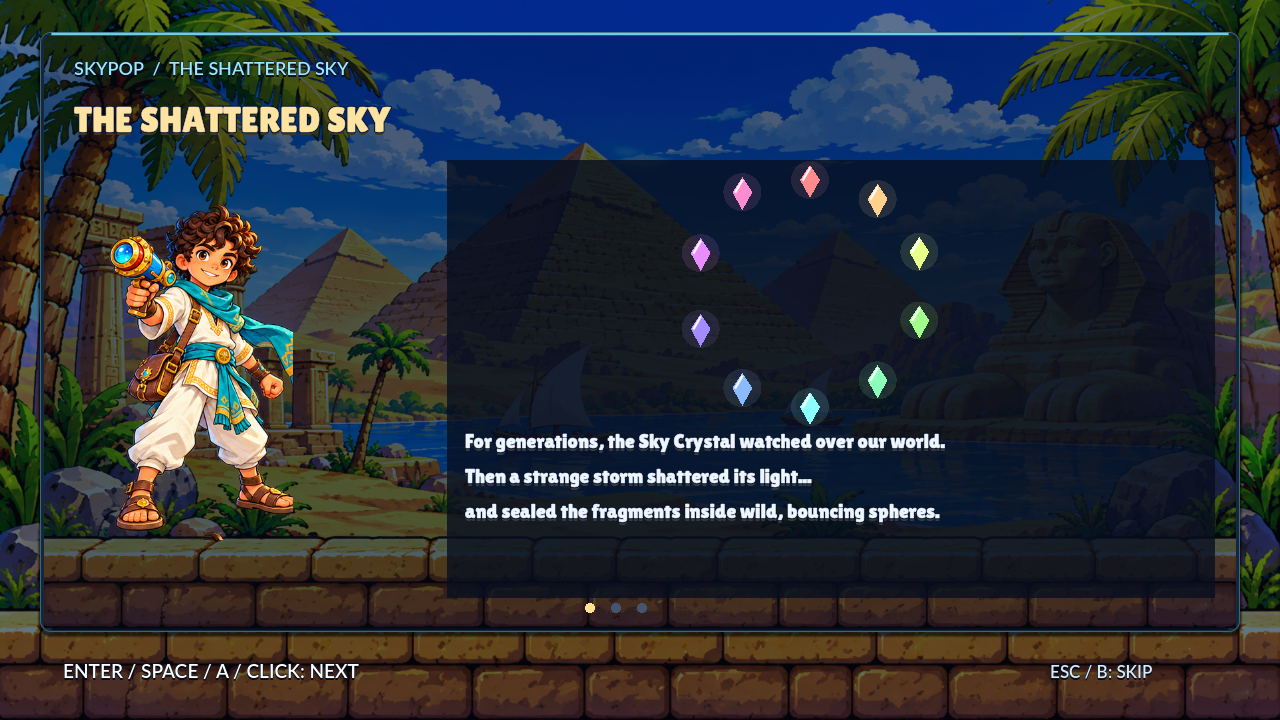 SKYPOP / THE SHATTERED SKY
THE SHATTERED SKY
For generations, the Sky Crystal watched over our world.
Then a strange storm shattered its light...
and sealed the fragments inside wild, bouncing spheres.
ENTER / SPACE / A / CLICK: NEXT
ESC / B: SKIP